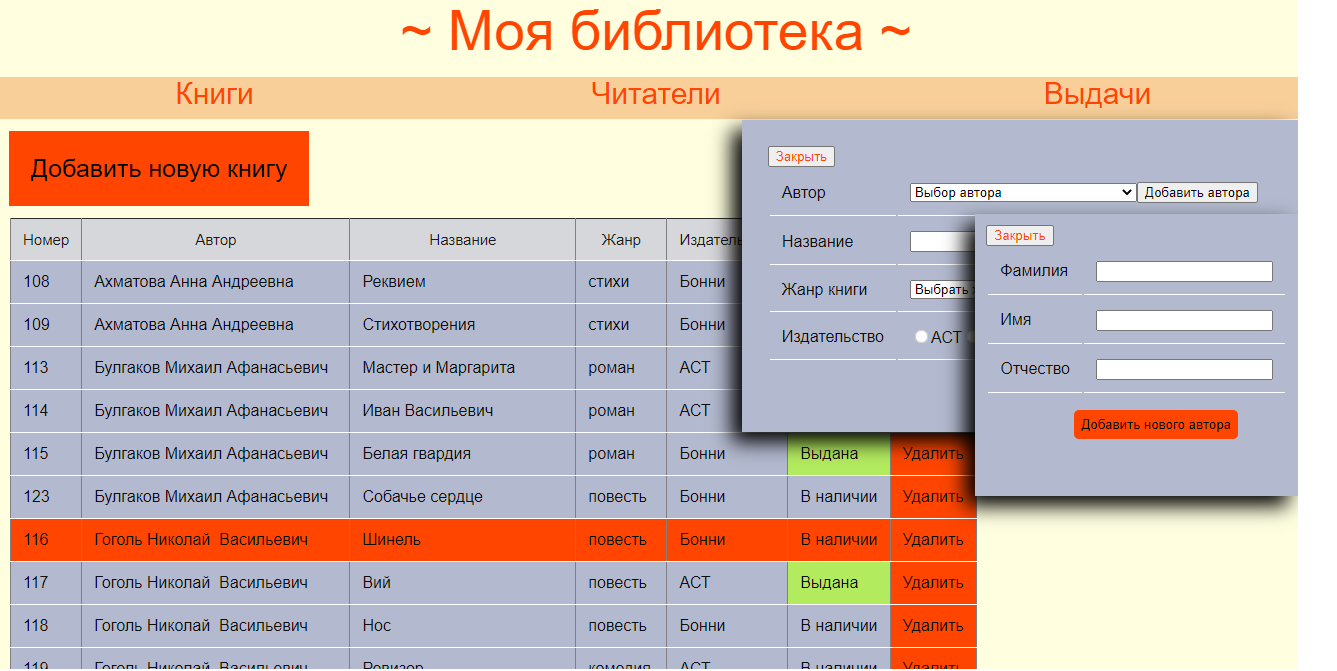 ~ Моя библиотека ~
Книги Читатели Выдачи
Добавить новую книгу
Закрыть
Автор Выбор автора Добавить автора
Название
Жанр книги Выбрать
Издательство АСТ
Закрыть
Фамилия
Имя
Отчество
Добавить нового автора
Номер Автор Название Жанр
108 Ахматова Анна Андреевна Реквием стихи Бонни
109 Ахматова Анна Андреевна Стихотворения стихи Бонни
113 Булгаков Михаил Афанасьевич Мастер и Маргарита роман АСТ
114 Булгаков Михаил Афанасьевич Иван Васильевич роман АСТ
115 Булгаков Михаил Афанасьевич Белая гвардия роман Бонни Выдана Удалить
123 Булгаков Михаил Афанасьевич Собачье сердце повесть Бонни В наличии Удалить
116 Гоголь Николай Васильевич Шинель повесть Бонни В наличии Удалить
117 Гоголь Николай Васильевич Вий повесть АСТ Выдана Удалить
118 Гоголь Николай Васильевич Нос повесть Бонни В наличии Удалить
119 Гоголь Николай Васильевич Ревизор комедия АСТ В наличии Удалить